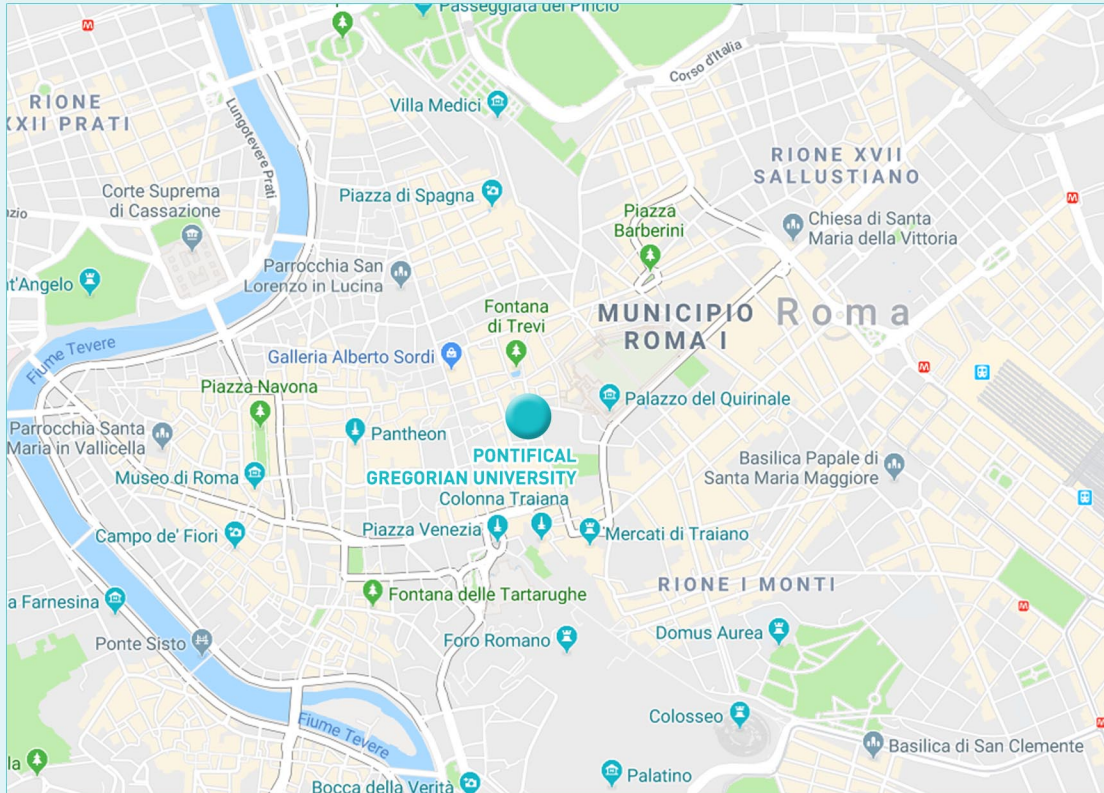 Passeggiata del Pincio
M
Corso d'Italia
Villa Medici
RIONE
XXII PRATI
Lungotevere Prati
RIONE XVII
SALLUSTIANO
Corte Suprema
di Cassazione
Piazza di Spagna
M
Piazza
Barberini
Chiesa di Santa
Maria della Vittoria
nzio
Parrocchia San
Lorenzo in Lucina
nt'Angelo
Fontana
di Trevi
MUNICIPIO
ROMA I
Roma
Fiume Tevere
Galleria Alberto Sordi
M
Piazza Navona
Palazzo del Quirinale
Parrocchia Santa
Maria in Vallicella
Pantheon
PONTIFICAL
GREGORIAN UNIVERSITY
Museo di Roma
Basilica Papale di
Santa Maria Maggiore
Colonna Traiana
Campo de' Fiori
Piazza Venezia
Mercati di Traiano
RIONE I MONTI
a Farnesina
Fontana delle Tartarughe
M
Ponte Sisto
Foro Romano
Domus Aurea
Colosseo
M
Fiume Tevere
Basilica di San Clemente
la
Bocca della Verità
Palatino